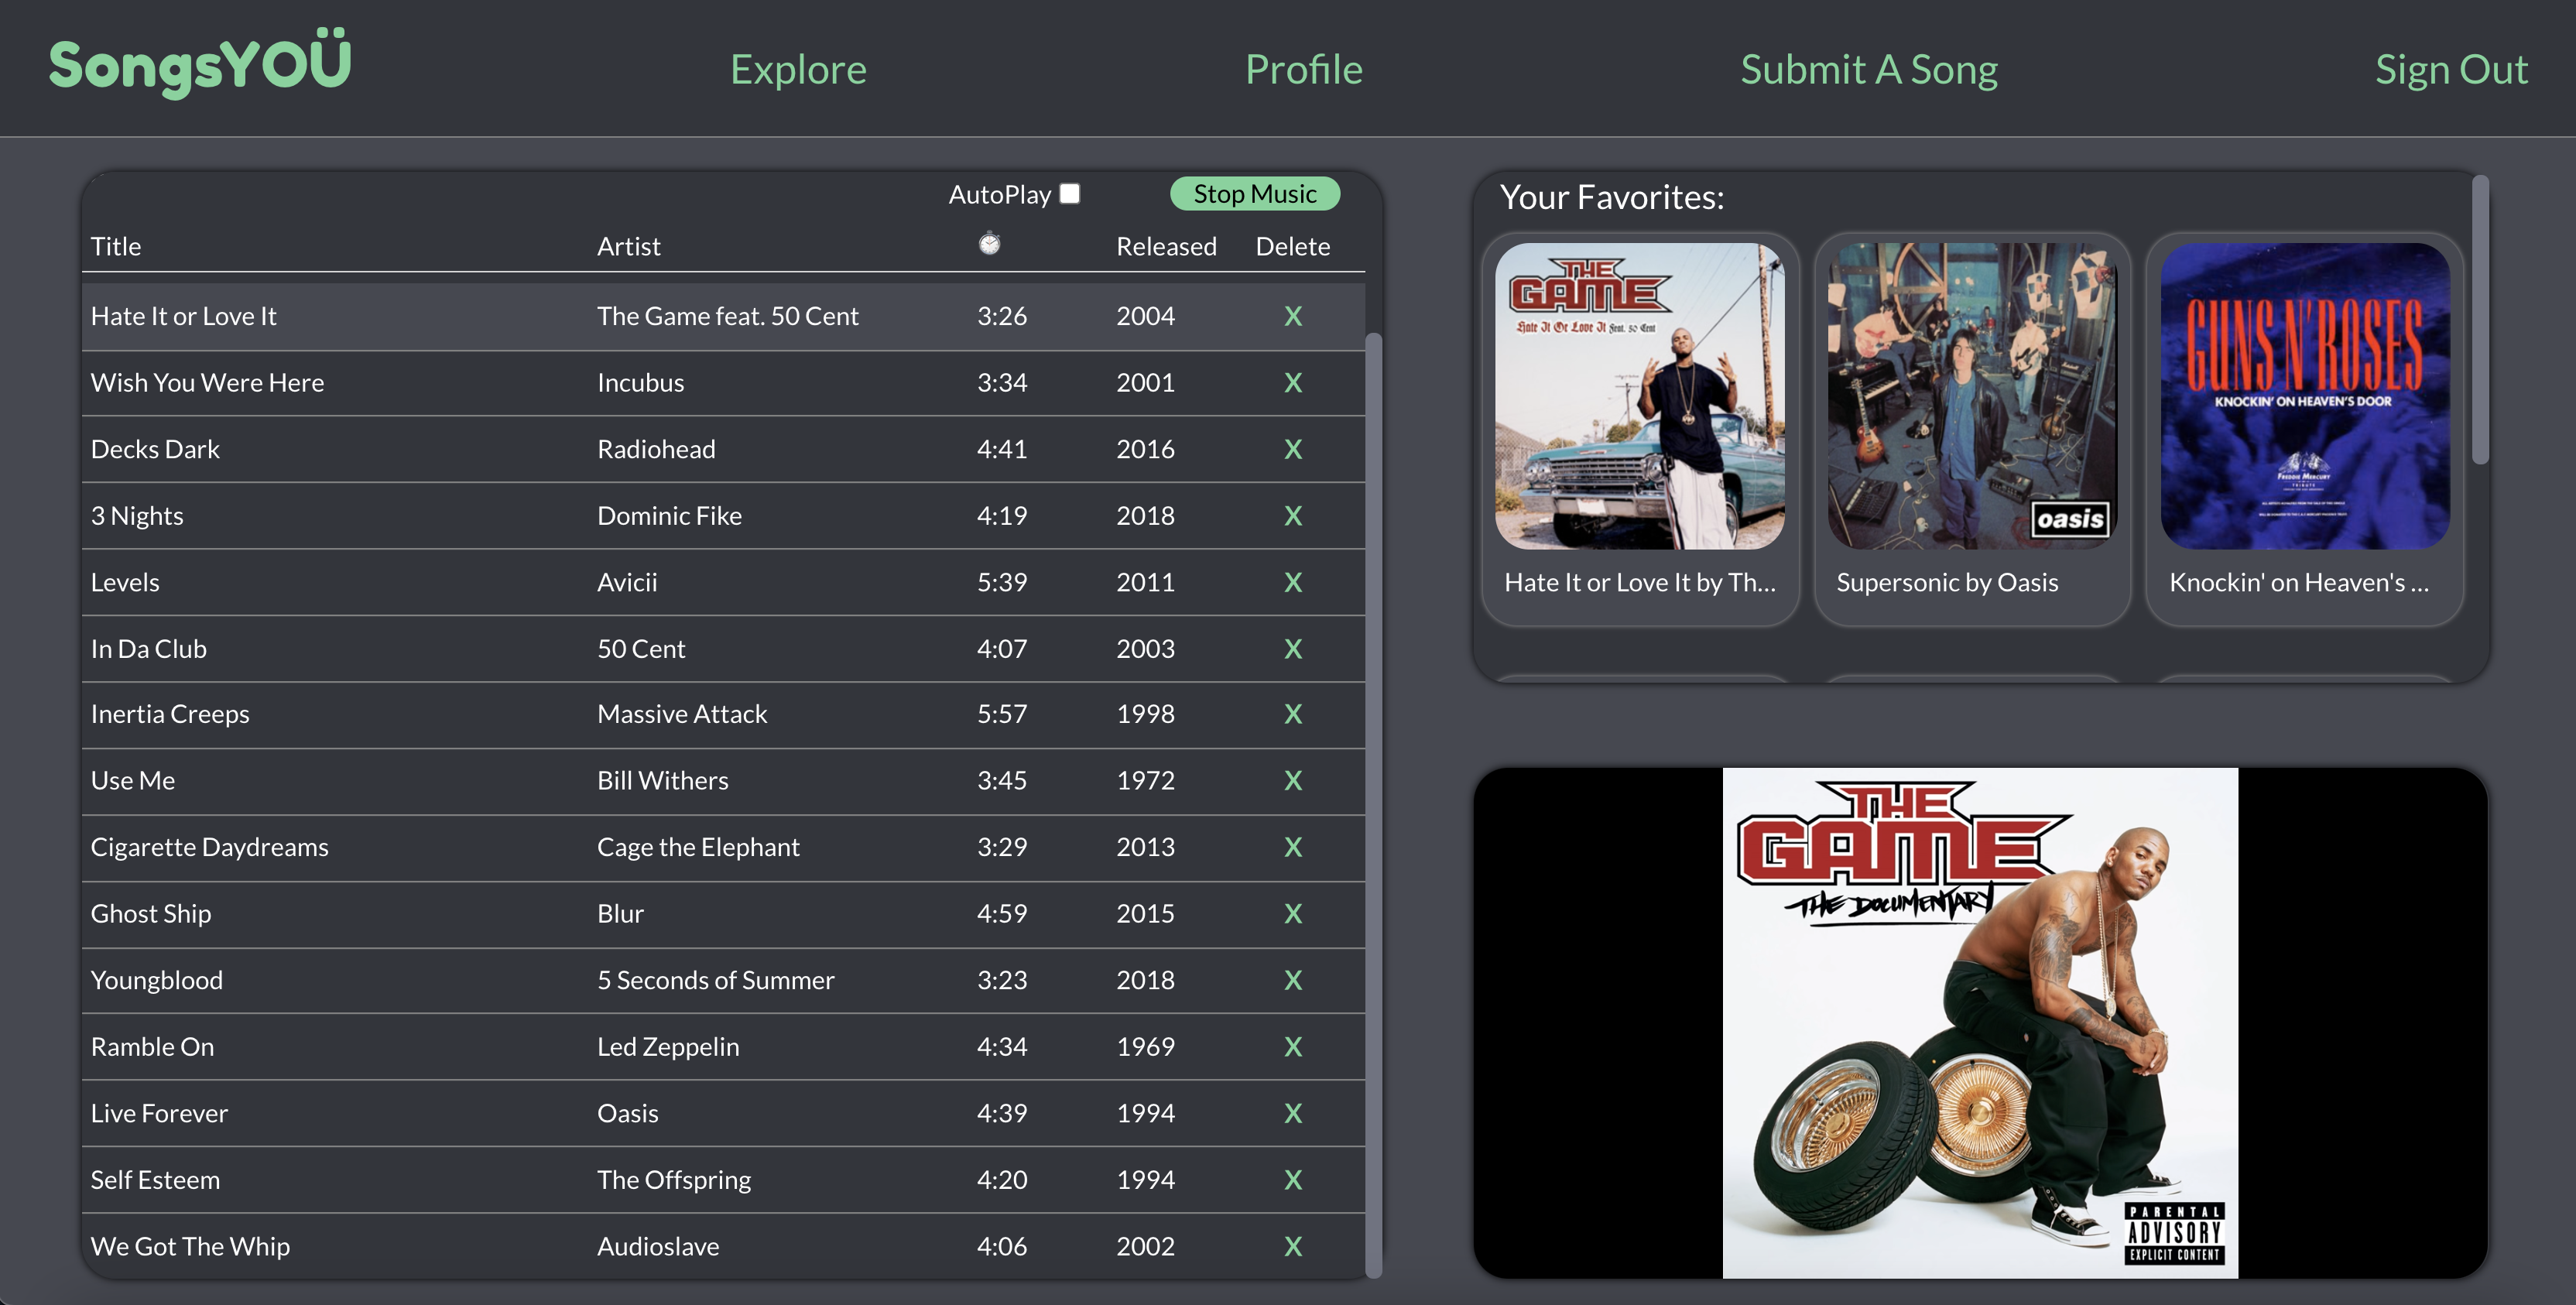 SongsYOÜ
Explore
Profile
Submit A Song
Sign Out
AutoPlay
Stop Music
Title Artist Released Delete
Hate It or Love It The Game feat. 50 Cent 3:26 2004 X
Wish You Were Here Incubus 3:34 2001 X
Decks Dark Radiohead 4:41 2016 X
3 Nights Dominic Fike 4:19 2018 X
Levels Avicii 5:39 2011 X
In Da Club 50 Cent 4:07 2003 X
Inertia Creeps Massive Attack 5:57 1998 X
Use Me Bill Withers 3:45 1972 X
Cigarette Daydreams Cage the Elephant 3:29 2013 X
Ghost Ship Blur 4:59 2015 X
Youngblood 5 Seconds of Summer 3:23 2018 X
Ramble On Led Zeppelin 4:34 1969 X
Live Forever Oasis 4:39 1994 X
Self Esteem The Offspring 4:20 1994 X
We Got The Whip Audioslave 4:06 2002 X
Your Favorites:
THE
GAME
Hate It Or Love It Feat. 50 Cent
Hate It or Love It by Th...
oasis
Supersonic by Oasis
GUNS N' ROSES
KNOCKIN' ON HEAVEN'S DOOR
FREDDIE MERCURY
TRIBUTE
Knockin' on Heaven's ...
THE
GAME
THE DOCUMENTARY
PARENTAL
ADVISORY
EXPLICIT CONTENT